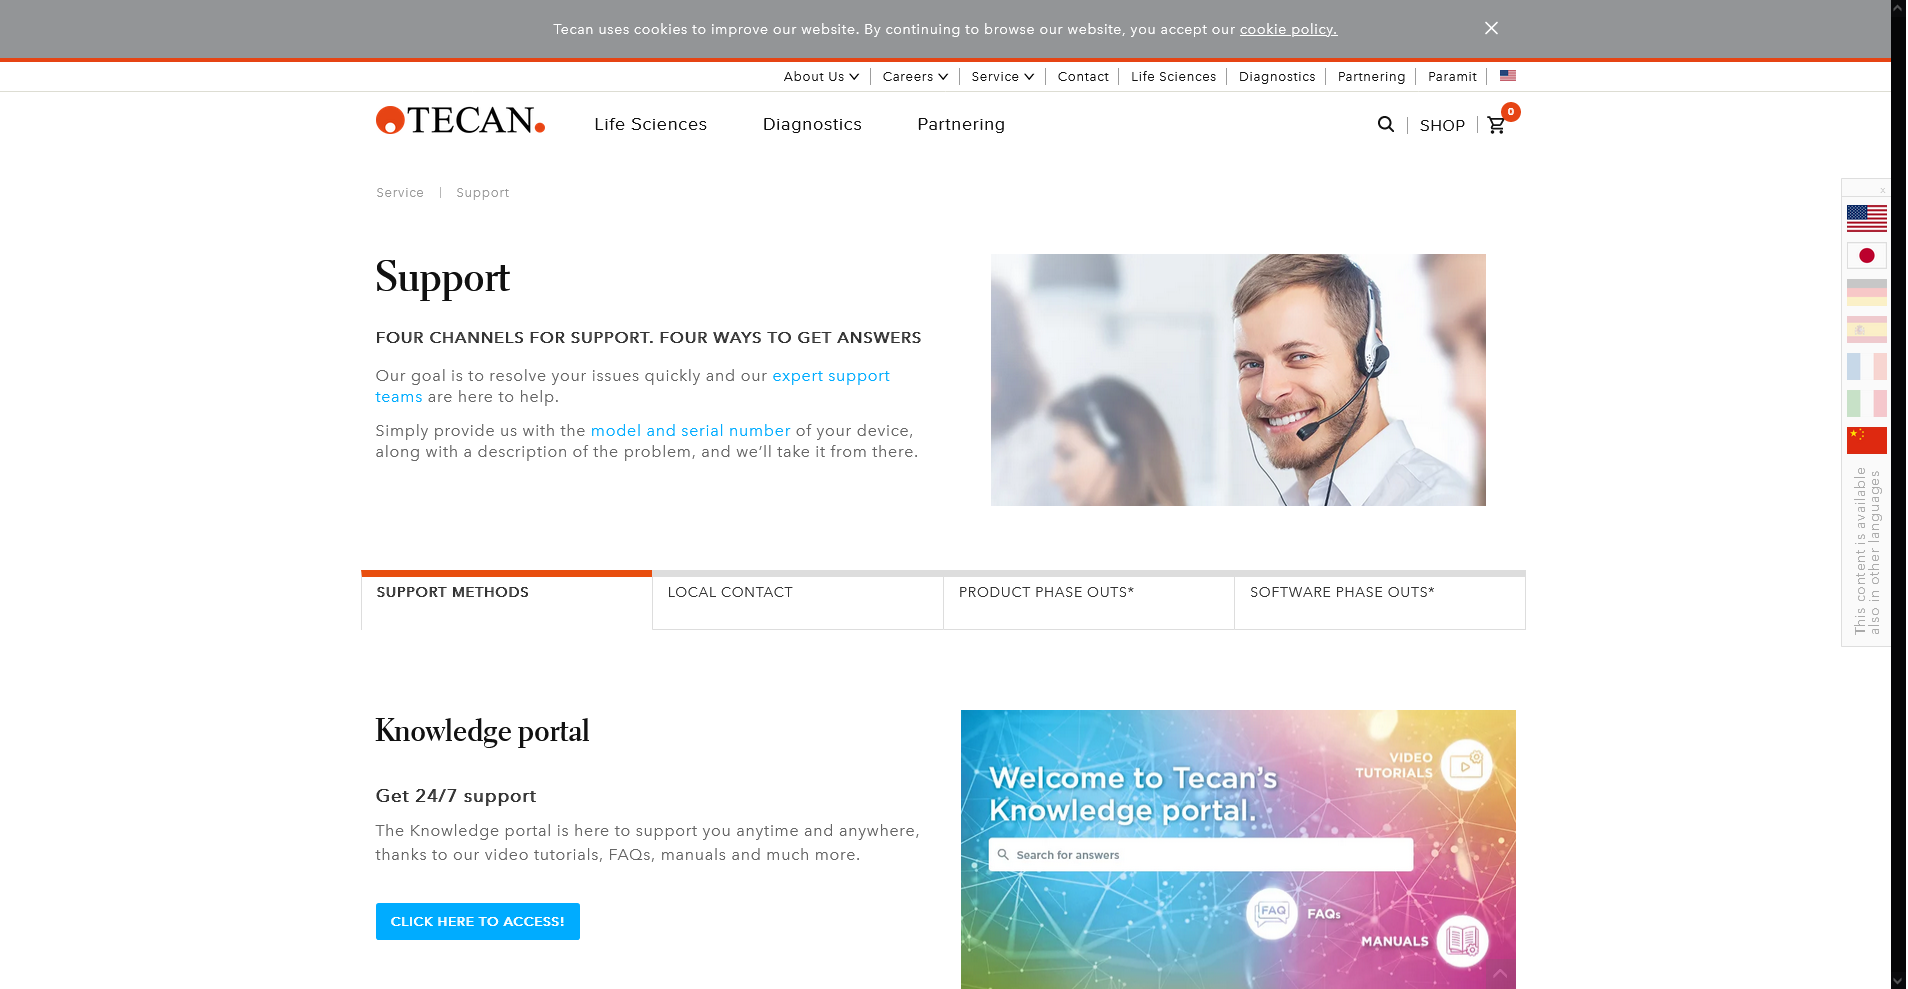 Tecan uses cookies to improve our website. By continuing to browse our website, you accept our cookie policy.
About Us
Careers
Service
Contact
Life Sciences
Diagnostics
Partnering
Paramit
TECAN.
Life Sciences
Diagnostics
Partnering
SHOP
0
Service
Support
x
Support
FOUR CHANNELS FOR SUPPORT. FOUR WAYS TO GET ANSWERS
Our goal is to resolve your issues quickly and our expert support
teams are here to help.
Simply provide us with the model and serial number of your device,
along with a description of the problem, and we’ll take it from there.
This content is available
also in other languages
SUPPORT METHODS
LOCAL CONTACT
PRODUCT PHASE OUTS*
SOFTWARE PHASE OUTS*
Knowledge portal
Get 24/7 support
The Knowledge portal is here to support you anytime and anywhere,
thanks to our video tutorials, FAQs, manuals and much more.
CLICK HERE TO ACCESS!
VIDEO
TUTORIALS
Welcome to Tecan’s
Knowledge portal.
Search for answers
FAQ
FAQs
MANUALS